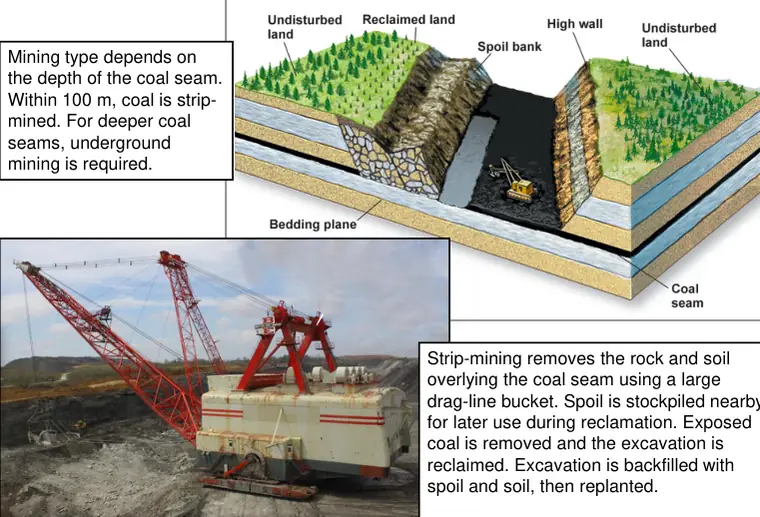 Mining type depends on
the depth of the coal seam.
Within 100 m, coal is strip-
mined. For deeper coal
seams, underground
mining is required.
Undisturbed
land
Reclaimed land
Spoil bank
High wall
Undisturbed
land
Bedding plane
Coal
seam
Strip-mining removes the rock and soil
overlying the coal seam using a large
drag-line bucket. Spoil is stockpiled nearby
for later use during reclamation. Exposed
coal is removed and the excavation is
reclaimed. Excavation is backfilled with
spoil and soil, then replanted.